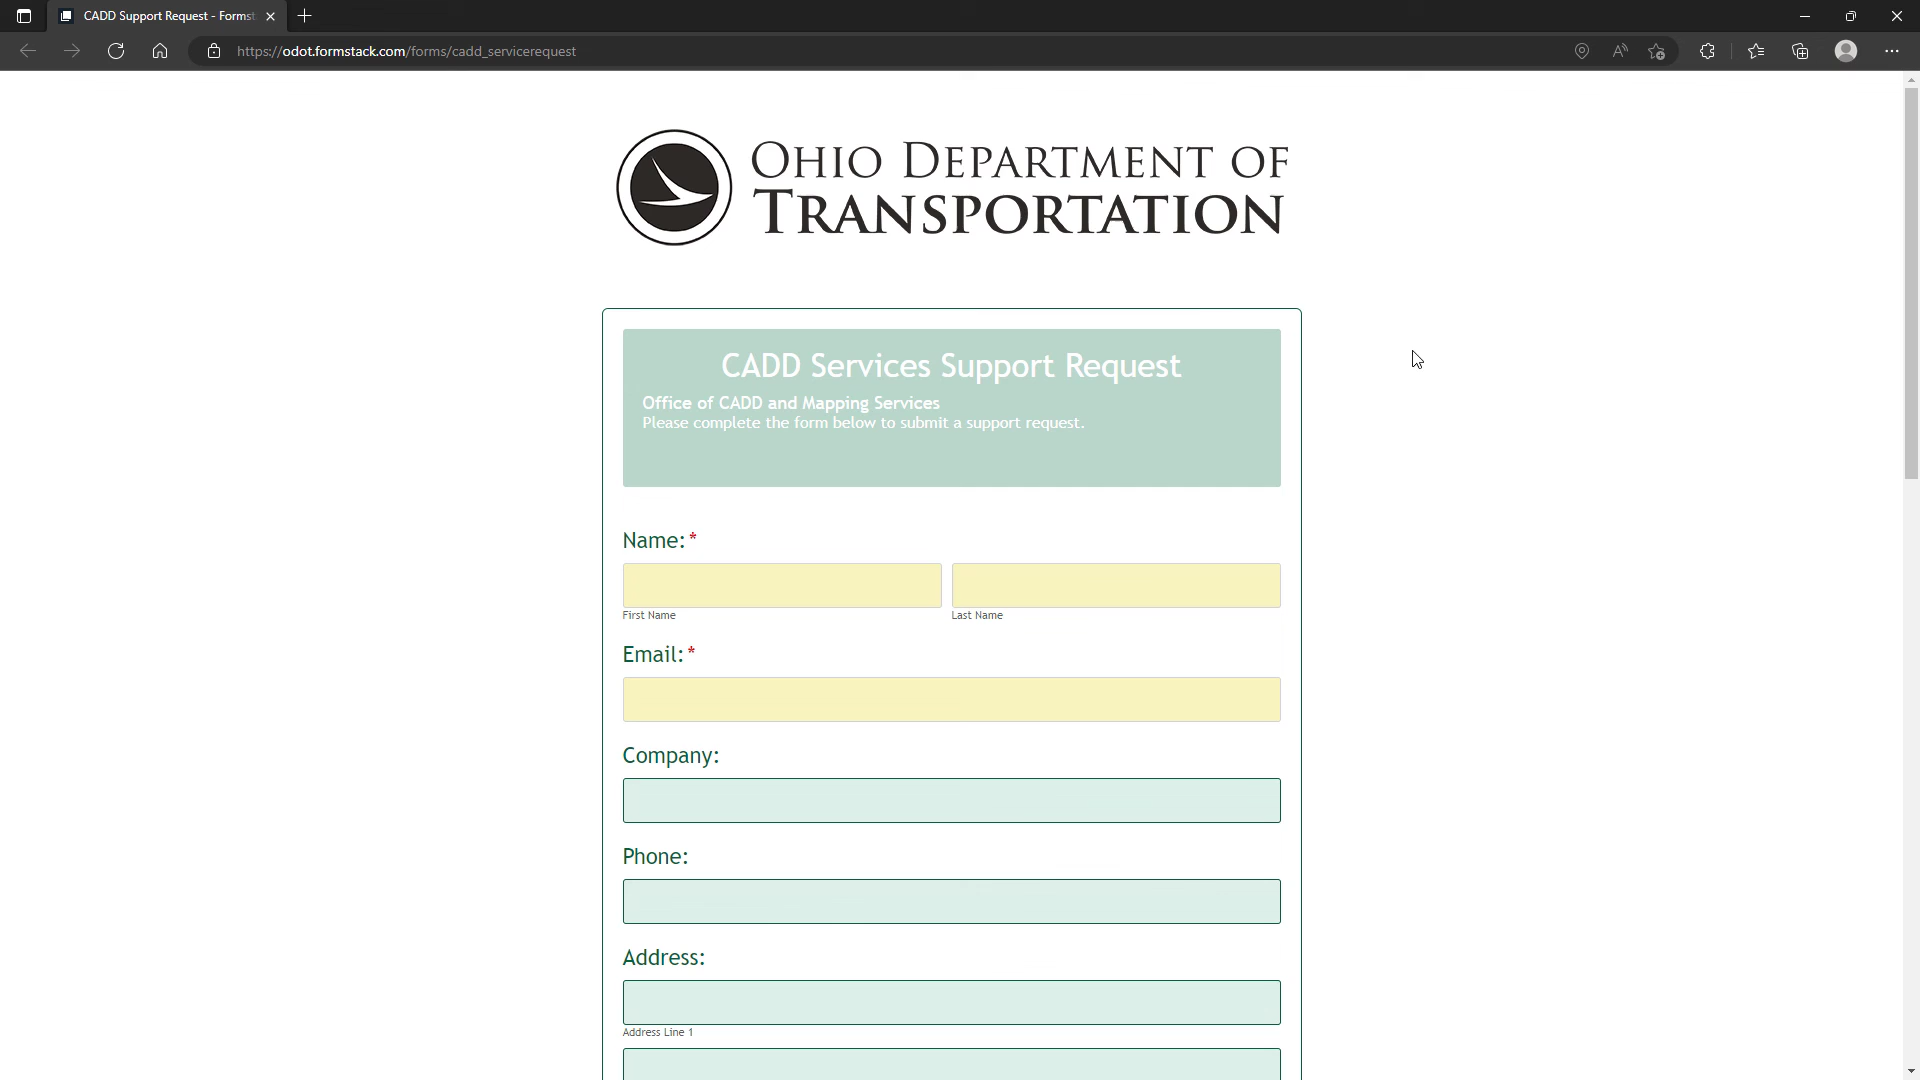 CADD Support Request - Formst
https://odot.formstack.com/forms/cadd_servicerequest
OHIO DEPARTMENT OF
TRANSPORTATION
CADD Services Support Request
Office of CADD and Mapping Services
Please complete the form below to submit a support request.
Name:*
First Name
Last Name
Email:*
Company:
Phone:
Address:
Address Line 1